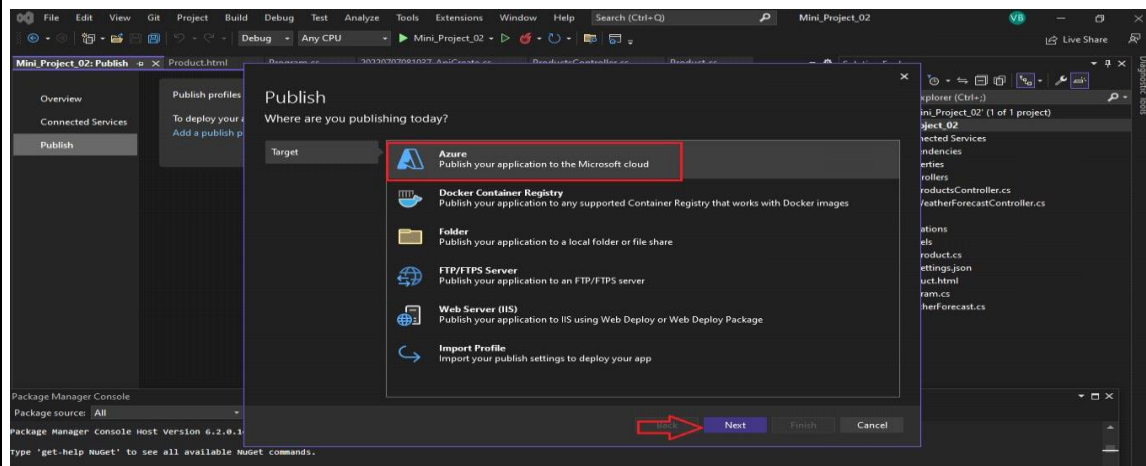 File Edit View Git Project Build Debug Test Analyze Tools Extensions Window Help Search (Ctrl+Q) Mini_Project_02 VB
Debug Any CPU Mini_Project_02 Live Share
Mini_Project_02: Publish Product.html
Diagnostic Tools
Overview
Connected Services
Publish
Publish profiles
To deploy your
Add a publish p
Publish
Where are you publishing today?
Target
Azure
Publish your application to the Microsoft cloud
Docker Container Registry
Publish your application to any supported Container Registry that works with Docker images
Folder
Publish your application to a local folder or file share
FTP/FTPS Server
Publish your application to an FTP/FTPS server
Web Server (IIS)
Publish your application to IIS using Web Deploy or Web Deploy Package
Import Profile
Import your publish settings to deploy your app
Back Next Finish Cancel
xplorer (Ctrl+;)
ini_Project_02' (1 of 1 project)
oject_02
nected Services
endencies
erties
rollers
roductsController.cs
VeatherForecastController.cs
ations
els
roduct.cs
ettings.json
uct.html
ram.cs
therForecast.cs
Package Manager Console
Package source: All
Package Manager Console Host Version 6.2.0.1
Type 'get-help NuGet' to see all available NuGet commands.